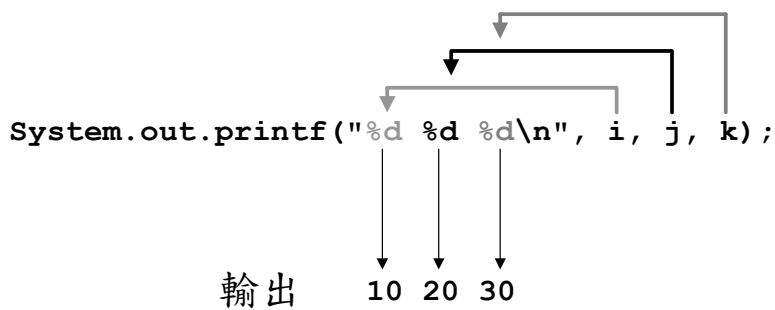 System.out.printf("%d %d %d\n", i, j, k);
輸出 10 20 30